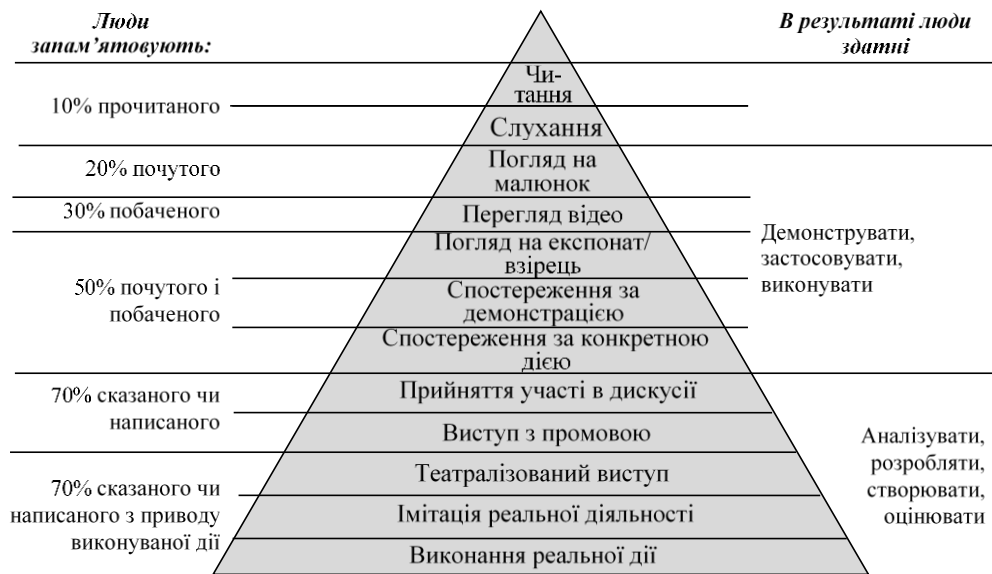 Люди
запам’ятовують:
В результаті люди
здатні
10% прочитаного
Чи-
тання
Слухання
20% почутого
Погляд на
малюнок
30% побаченого
Перегляд відео
50% почутого і
побаченого
Погляд на експонат/
взірець
Спостереження за
демонстрацією
Спостереження за конкретною
дією
Демонструвати,
застосовувати,
виконувати
70% сказаного чи
написаного
Прийняття участі в дискусії
Виступ з промовою
70% сказаного чи
написаного з приводу
виконуваної дії
Театралізований виступ
Імітація реальної діяльності
Виконання реальної дії
Аналізувати,
розробляти,
створювати,
оцінювати